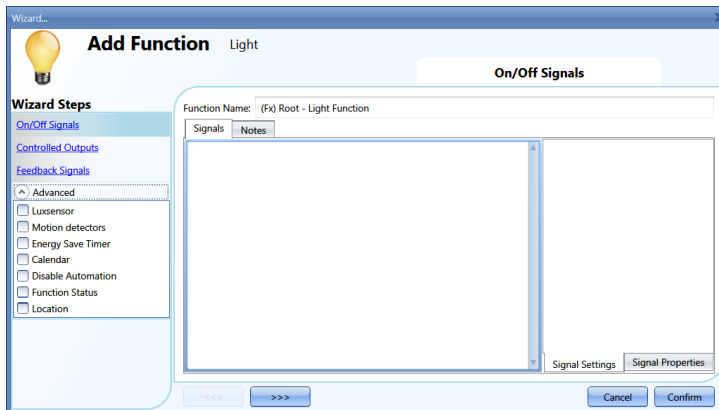 Wizard...
Add Function Light
On/Off Signals
Wizard Steps
On/Off Signals
Controlled Outputs
Feedback Signals
Advanced
Luxsensor
Motion detectors
Energy Save Timer
Calendar
Disable Automation
Function Status
Location
Function Name: (Fx) Root - Light Function
Signals Notes
Signal Settings Signal Properties
<<< >>> Cancel Confirm